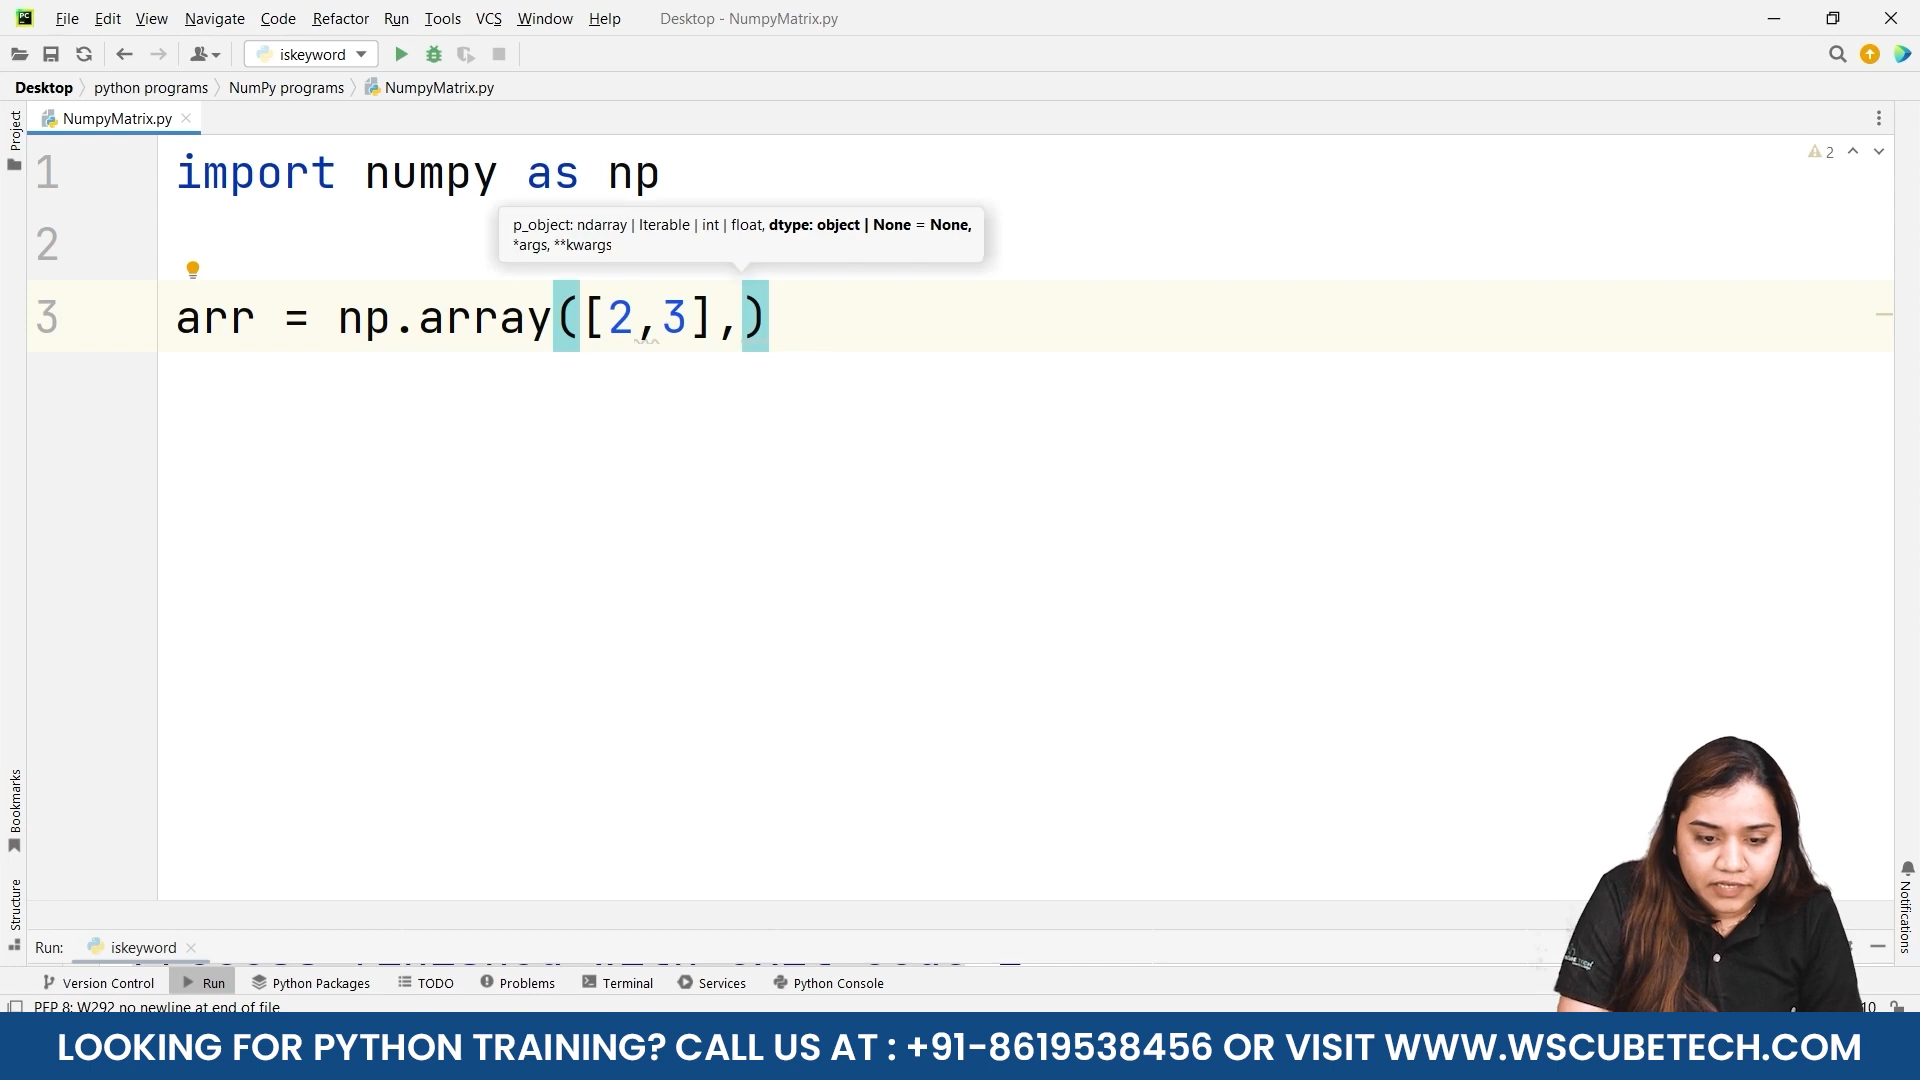 File Edit View Navigate Code Refactor Run Tools VCS Window Help Desktop - NumpyMatrix.py
iskeyword
Desktop python programs NumPy programs NumpyMatrix.py
Project
NumpyMatrix.py
1 import numpy as np
2
2
p_object: ndarray | Iterable | int | float, dtype: object | None = None,
*args, **kwargs
3 arr = np.array([2,3],)
Bookmarks
Structure
Notifications
Run: iskeyword
Version Control Run Python Packages TODO Problems Terminal Services Python Console
PEP 8: W292 no newline at end of file
LOOKING FOR PYTHON TRAINING? CALL US AT : +91-8619538456 OR VISIT WWW.WSCUBETECH.COM